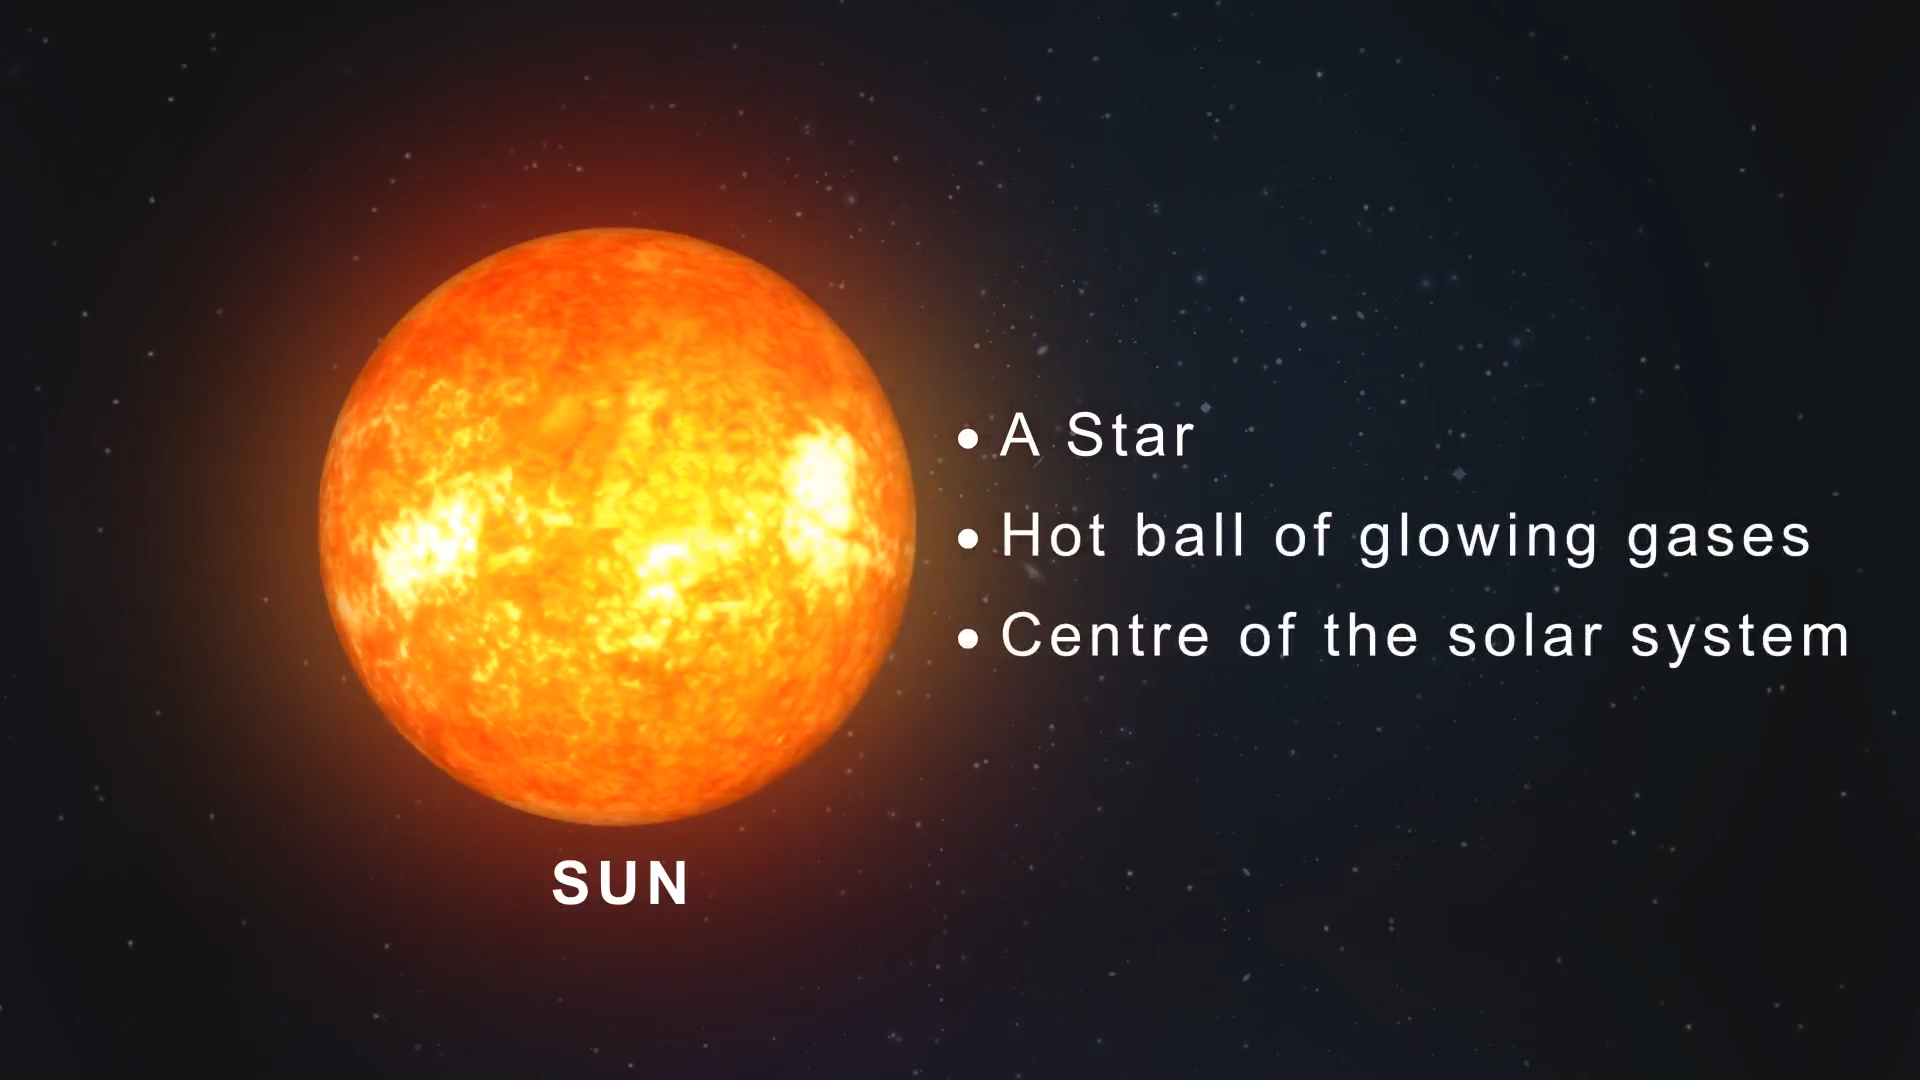 • A Star
• Hot ball of glowing gases
• Centre of the solar system
SUN